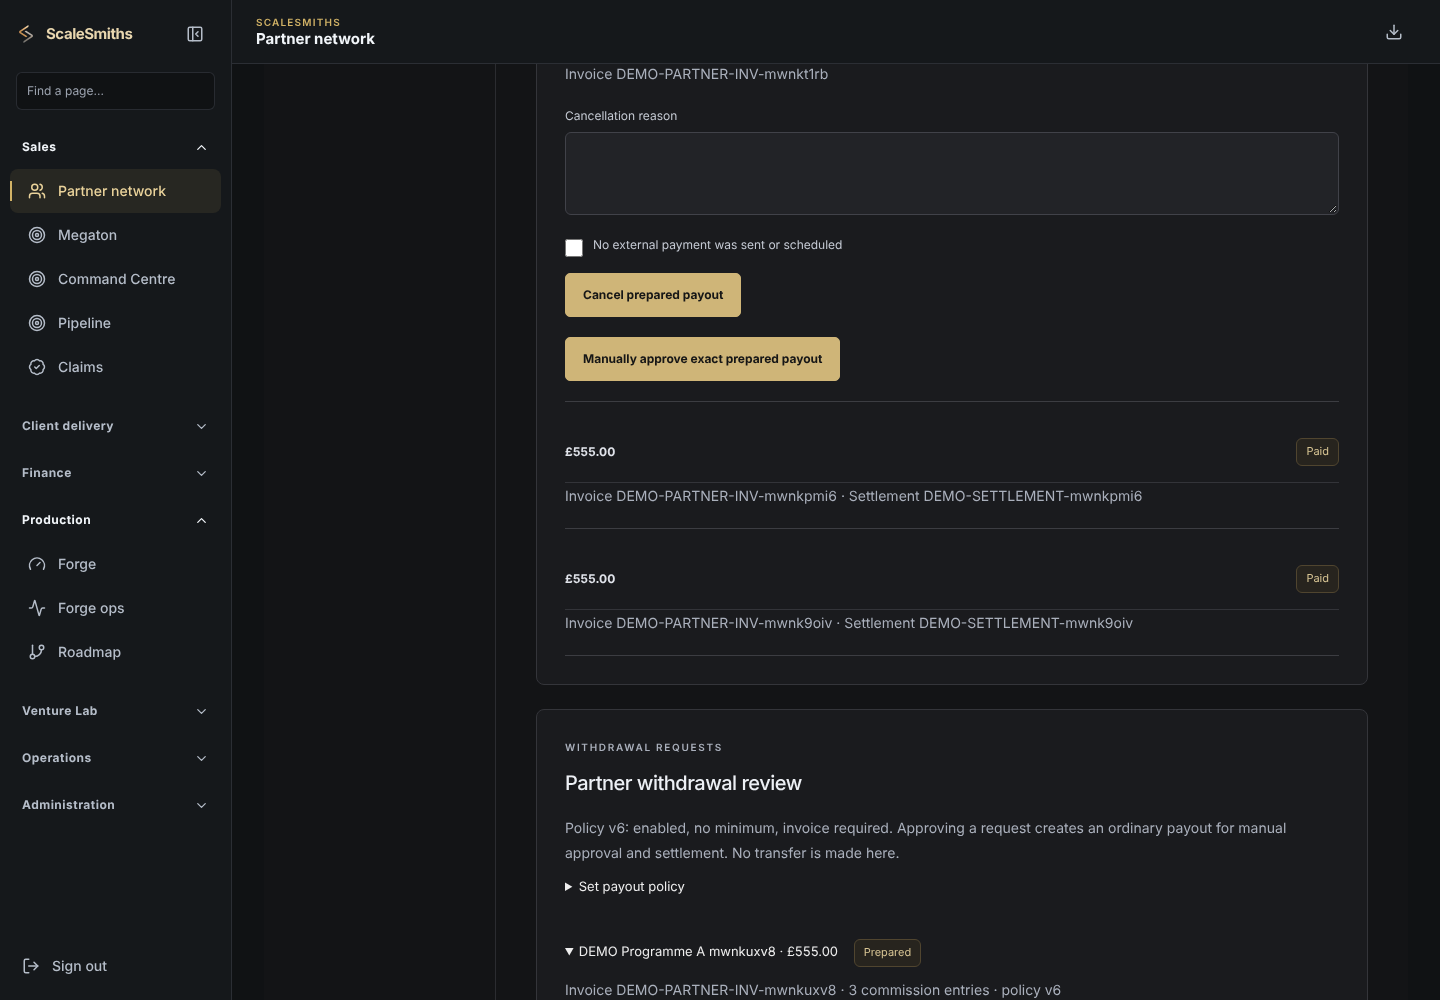 ScaleSmiths
Find a page...
Sales
Partner network
Megaton
Command Centre
Pipeline
Claims
Client delivery
Finance
Production
Forge
Forge ops
Roadmap
Venture Lab
Operations
Administration
Sign out
SCALESMITHS
Partner network
Invoice DEMO-PARTNER-INV-mwnkt1rb
Cancellation reason
No external payment was sent or scheduled
Cancel prepared payout
Manually approve exact prepared payout
£555.00 Paid
Invoice DEMO-PARTNER-INV-mwnkpmi6 · Settlement DEMO-SETTLEMENT-mwnkpmi6
£555.00 Paid
Invoice DEMO-PARTNER-INV-mwnk9oiv · Settlement DEMO-SETTLEMENT-mwnk9oiv
WITHDRAWAL REQUESTS
Partner withdrawal review
Policy v6: enabled, no minimum, invoice required. Approving a request creates an ordinary payout for manual
approval and settlement. No transfer is made here.
Set payout policy
DEMO Programme A mwnkuxv8 · £555.00 Prepared
Invoice DEMO-PARTNER-INV-mwnkuxv8 · 3 commission entries · policy v6